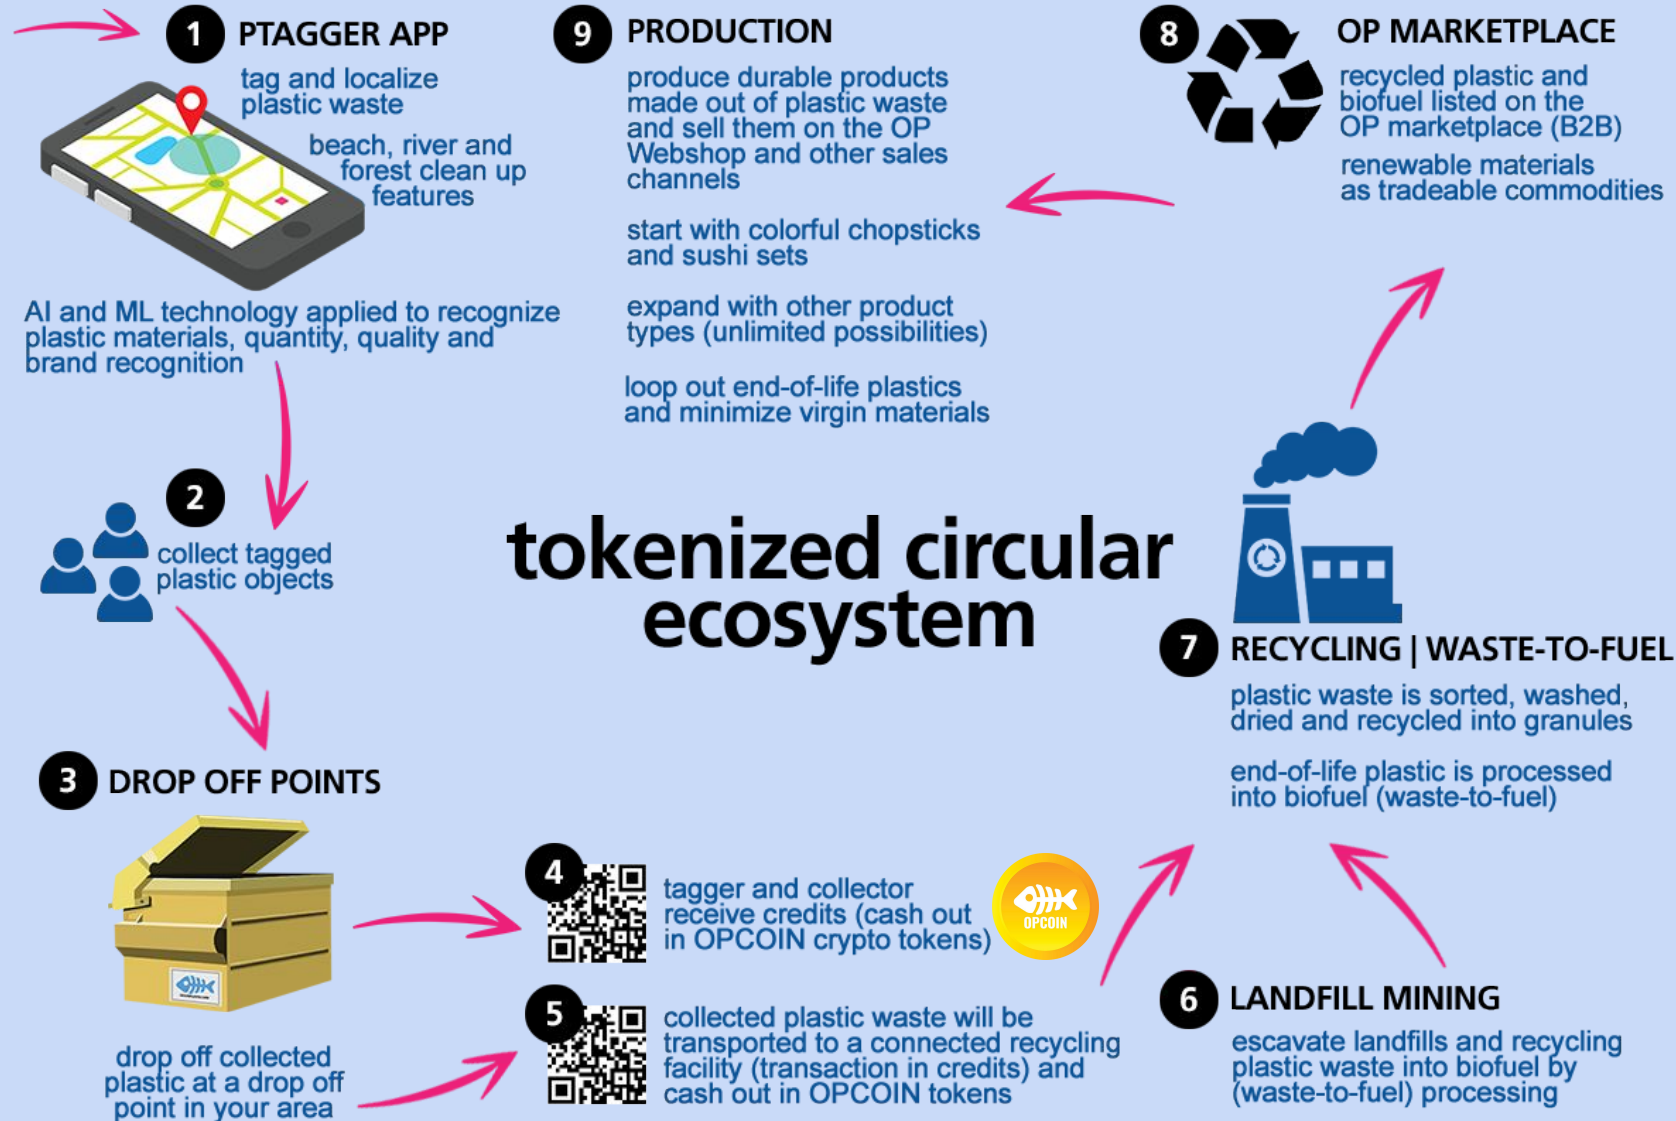 1 PTAGGER APP
tag and localize
plastic waste
beach, river and
forest clean up
features
AI and ML technology applied to recognize
plastic materials, quantity, quality and
brand recognition
2
collect tagged
plastic objects
3 DROP OFF POINTS
drop off collected
plastic at a drop off
point in your area
4
tagger and collector
receive credits (cash out
in OPCOIN crypto tokens)
OPCOIN
5
collected plastic waste will be
transported to a connected recycling
facility (transaction in credits) and
cash out in OPCOIN tokens
6 LANDFILL MINING
escavate landfills and recycling
plastic waste into biofuel by
(waste-to-fuel) processing
7 RECYCLING | WASTE-TO-FUEL
plastic waste is sorted, washed,
dried and recycled into granules
end-of-life plastic is processed
into biofuel (waste-to-fuel)
8 OP MARKETPLACE
recycled plastic and
biofuel listed on the
OP marketplace (B2B)
renewable materials
as tradeable commodities
9 PRODUCTION
produce durable products
made out of plastic waste
and sell them on the OP
Webshop and other sales
channels
start with colorful chopsticks
and sushi sets
expand with other product
types (unlimited possibilities)
loop out end-of-life plastics
and minimize virgin materials
tokenized circular
ecosystem